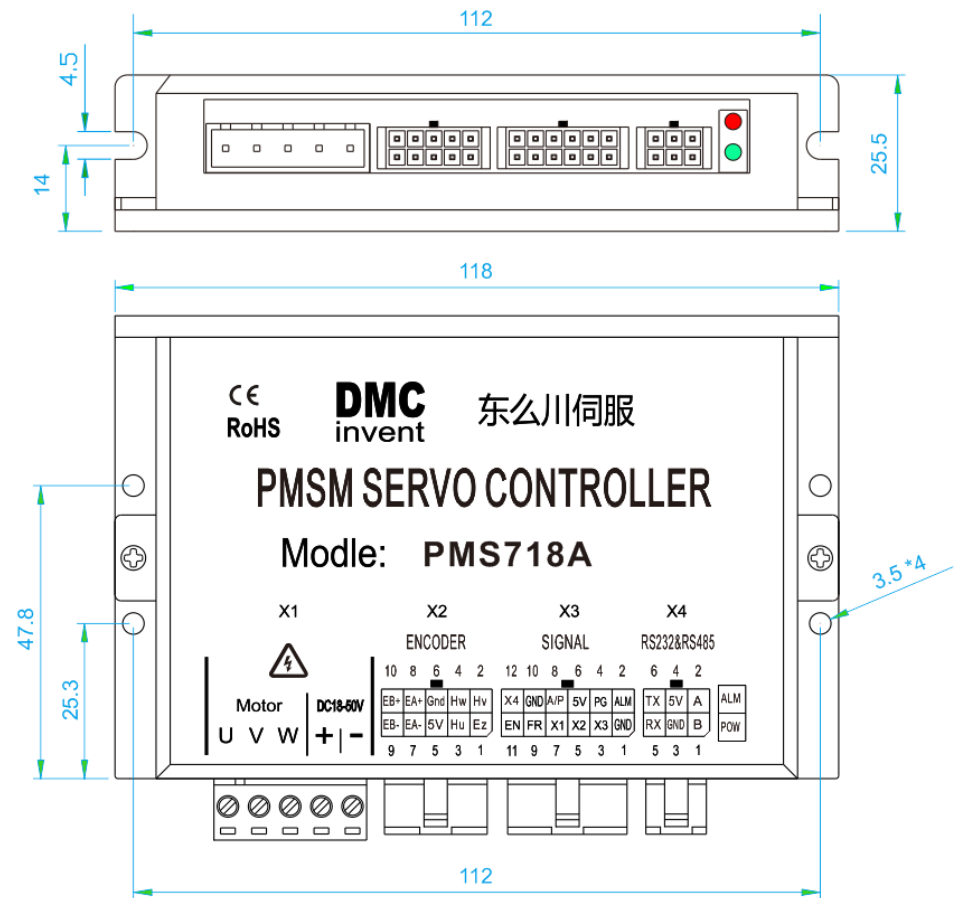 112
4.5
14
25.5
118
CE
RoHS
DMC
invent
东么川伺服
PMSM SERVO CONTROLLER
Modle: PMS718A
3.5*4
47.8
25.3
X1 X2 X3 X4
ENCODER SIGNAL RS232&RS485
10 8 6 4 2 12 10 8 6 4 2 6 4 2
EB+ EA+ Gnd Hw Hv X4 GND A/P 5V PG ALM TX 5V A ALM
Motor DC18-50V EB- EA- 5V Hu Ez EN FR X1 X2 X3 GND RX GND B POW
U V W + | -
9 7 5 3 1 11 9 7 5 3 1 5 3 1
112